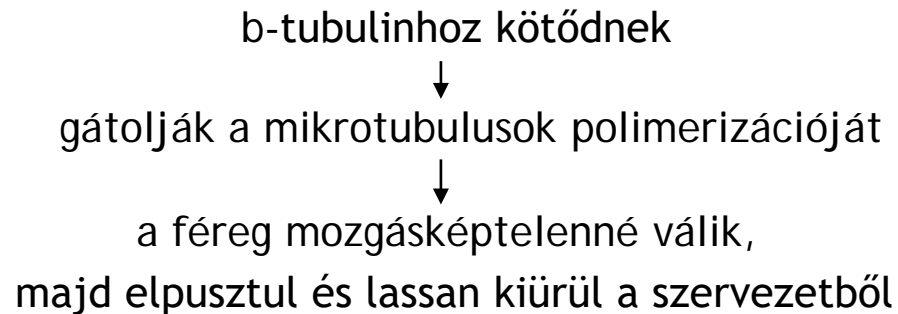 b-tubulinhoz kötődnek
gátolják a mikrotubulusok polimerizációját
a féreg mozgásképtelenné válik,
majd elpusztul és lassan kiürül a szervezetből